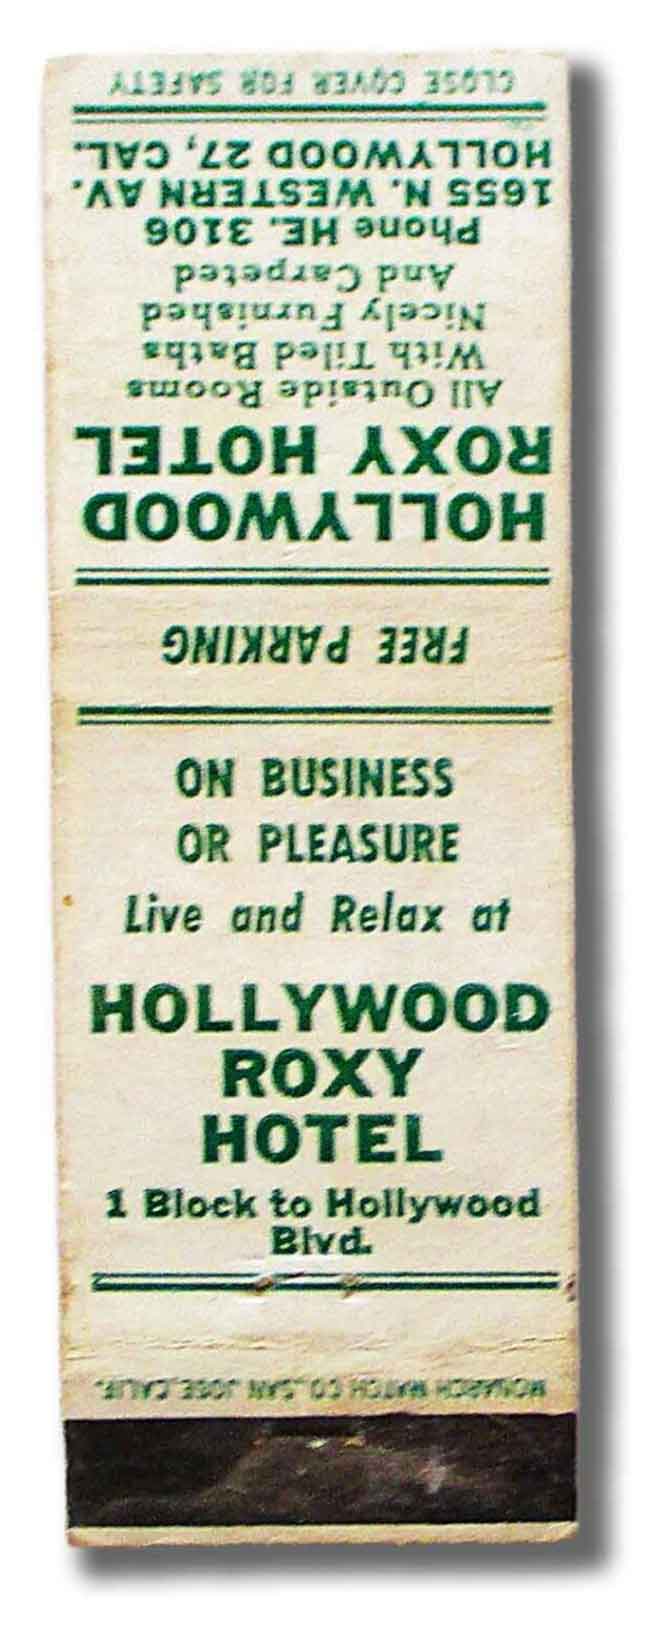 CLOSE COVER FOR SAFETY
HOLLYWOOD
ROXY HOTEL
All Outside Rooms
With Tiled Baths
Nicely Furnished
And Carpeted
Phone HE. 3106
1655 N. WESTERN AV.
HOLLYWOOD 27, CAL.
FREE PARKING
ON BUSINESS
OR PLEASURE
Live and Relax at
HOLLYWOOD
ROXY
HOTEL
1 Block to Hollywood
Blvd.
MONARCH MATCH CO., SAN JOSE, CALIF.